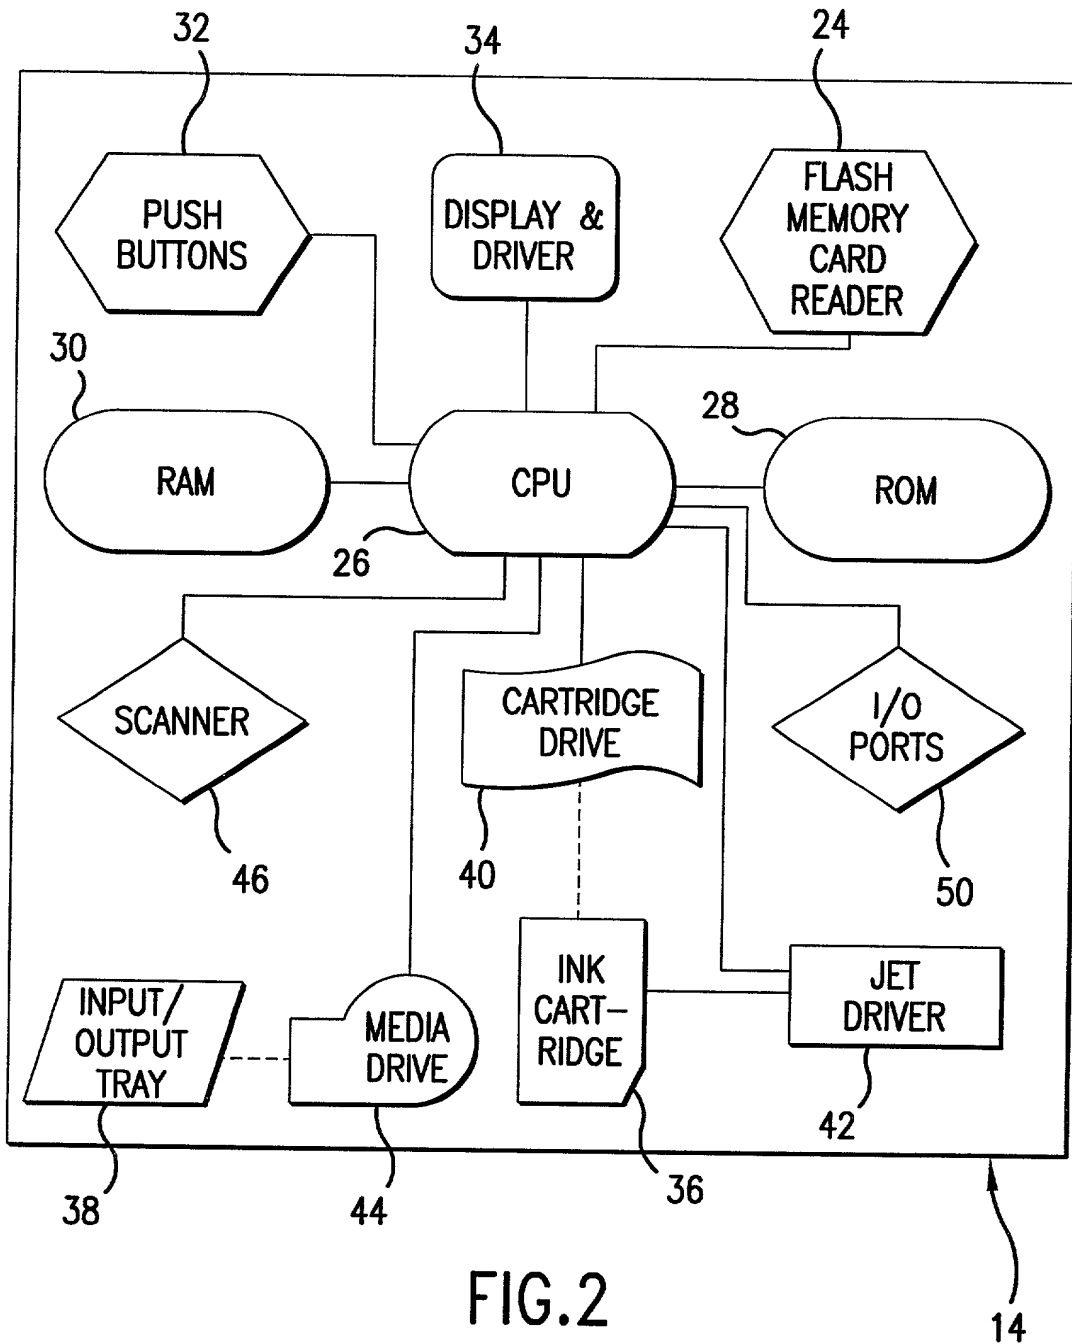 32
34
24
PUSH
BUTTONS
DISPLAY &
DRIVER
FLASH
MEMORY
CARD
READER
30
28
RAM
CPU
ROM
26
SCANNER
CARTRIDGE
DRIVE
I/O
PORTS
46
40
50
INPUT/
OUTPUT
TRAY
MEDIA
DRIVE
INK
CART-
RIDGE
JET
DRIVER
38
44
36
42
14
FIG.2